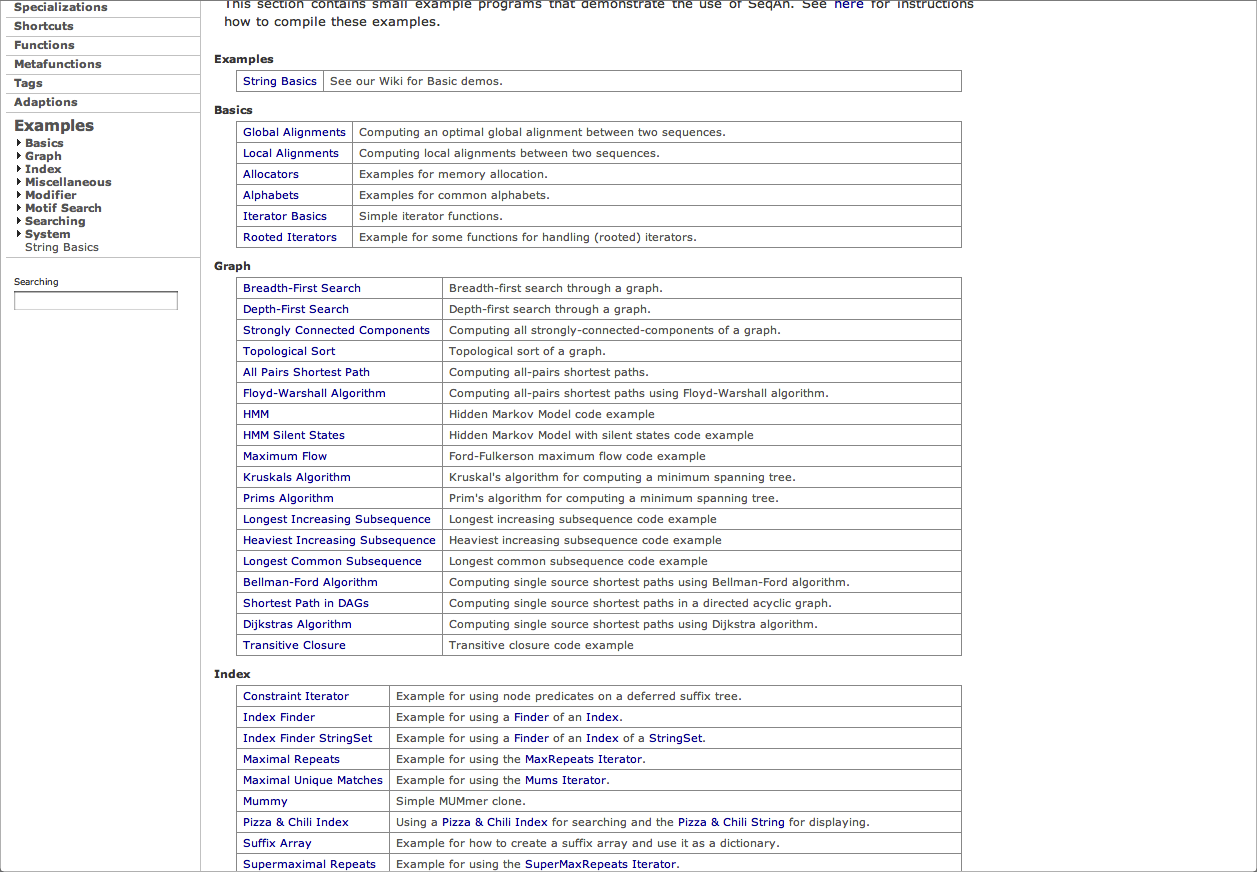 Specializations
Shortcuts
Functions
Metafunctions
Tags
Adaptions
Examples
Basics
Graph
Index
Miscellaneous
Modifier
Motif Search
Searching
System
String Basics
Searching
This section contains small example programs that demonstrate the use of SeqAn. See here for instructions
how to compile these examples.
Examples
String Basics See our Wiki for Basic demos.
Basics
Global Alignments Computing an optimal global alignment between two sequences.
Local Alignments Computing local alignments between two sequences.
Allocators Examples for memory allocation.
Alphabets Examples for common alphabets.
Iterator Basics Simple iterator functions.
Rooted Iterators Example for some functions for handling (rooted) iterators.
Graph
Breadth-First Search Breadth-first search through a graph.
Depth-First Search Depth-first search through a graph.
Strongly Connected Components Computing all strongly-connected-components of a graph.
Topological Sort Topological sort of a graph.
All Pairs Shortest Path Computing all-pairs shortest paths.
Floyd-Warshall Algorithm Computing all-pairs shortest paths using Floyd-Warshall algorithm.
HMM Hidden Markov Model code example
HMM Silent States Hidden Markov Model with silent states code example
Maximum Flow Ford-Fulkerson maximum flow code example
Kruskals Algorithm Kruskal's algorithm for computing a minimum spanning tree.
Prims Algorithm Prim's algorithm for computing a minimum spanning tree.
Longest Increasing Subsequence Longest increasing subsequence code example
Heaviest Increasing Subsequence Heaviest increasing subsequence code example
Longest Common Subsequence Longest common subsequence code example
Bellman-Ford Algorithm Computing single source shortest paths using Bellman-Ford algorithm.
Shortest Path in DAGs Computing single source shortest paths in a directed acyclic graph.
Dijkstras Algorithm Computing single source shortest paths using Dijkstra algorithm.
Transitive Closure Transitive closure code example
Index
Constraint Iterator Example for using node predicates on a deferred suffix tree.
Index Finder Example for using a Finder of an Index.
Index Finder StringSet Example for using a Finder of an Index of a StringSet.
Maximal Repeats Example for using the MaxRepeats Iterator.
Maximal Unique Matches Example for using the Mums Iterator.
Mummy Simple MUMmer clone.
Pizza & Chili Index Using a Pizza & Chili Index for searching and the Pizza & Chili String for displaying.
Suffix Array Example for how to create a suffix array and use it as a dictionary.
Supermaximal Repeats Example for using the SuperMaxRepeats Iterator.